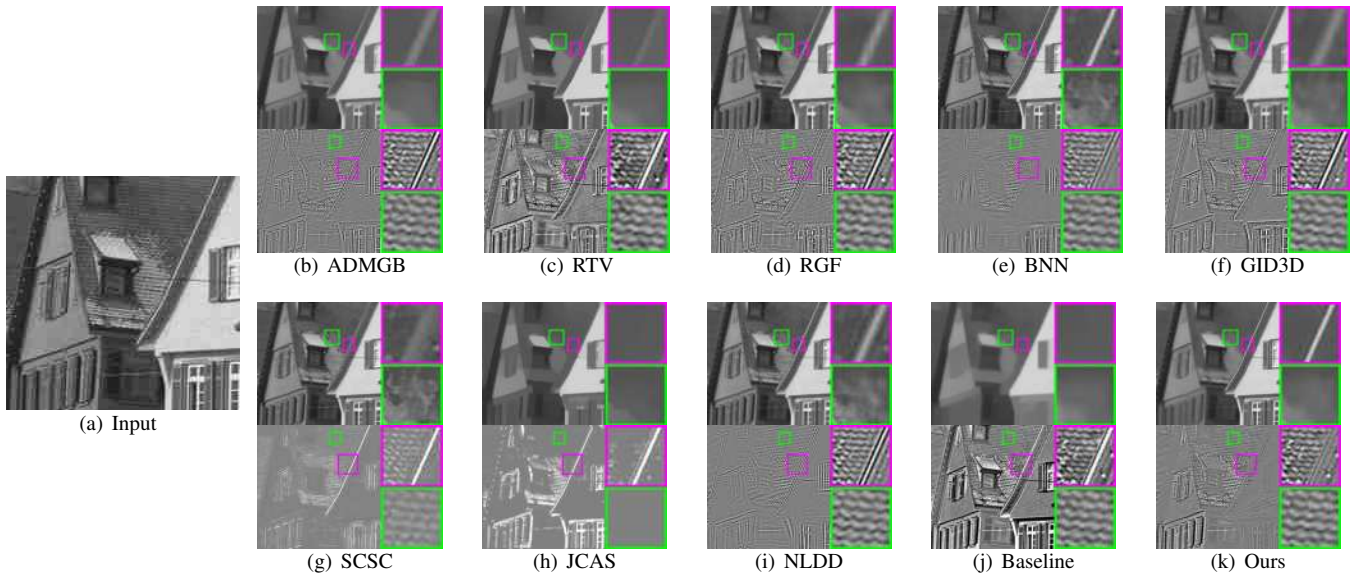 (b) ADMGB
(c) RTV
(d) RGF
(e) BNN
(f) GID3D
(a) Input
(g) SCSC
(h) JCAS
(i) NLDD
(j) Baseline
(k) Ours